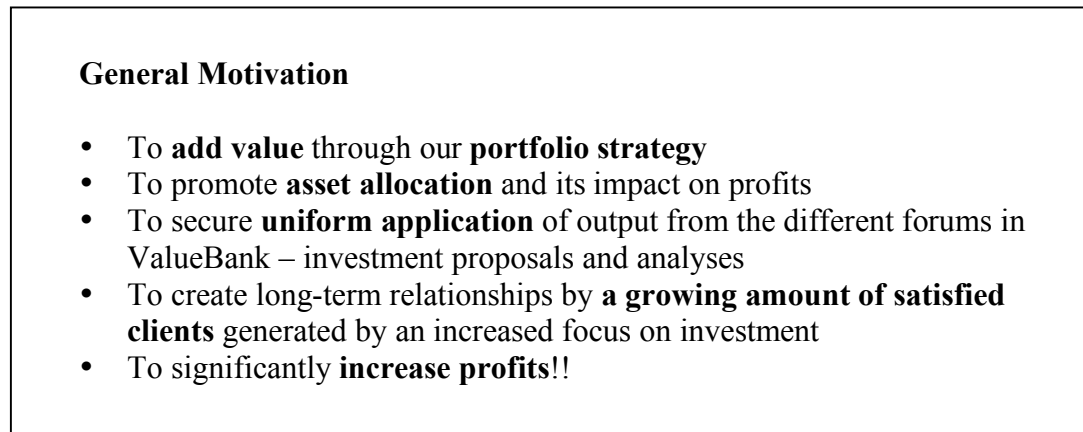 General Motivation
• To add value through our portfolio strategy
• To promote asset allocation and its impact on profits
• To secure uniform application of output from the different forums in
ValueBank – investment proposals and analyses
• To create long-term relationships by a growing amount of satisfied
clients generated by an increased focus on investment
• To significantly increase profits!!